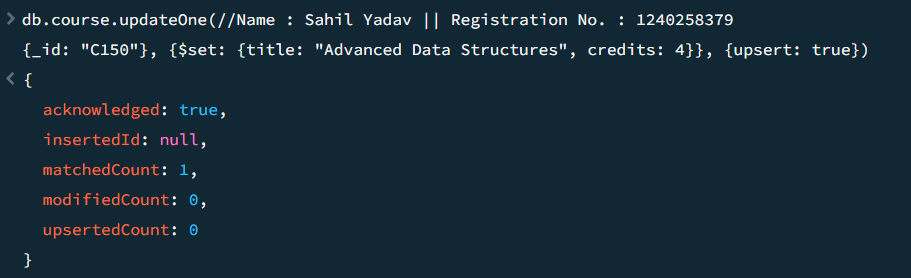 > db.course.updateOne(//Name : Sahil Yadav || Registration No. : 1240258379
{_id: "C150"}, {$set: {title: "Advanced Data Structures", credits: 4}}, {upsert: true})
< {
acknowledged: true,
insertedId: null,
matchedCount: 1,
modifiedCount: 0,
upsertedCount: 0
}